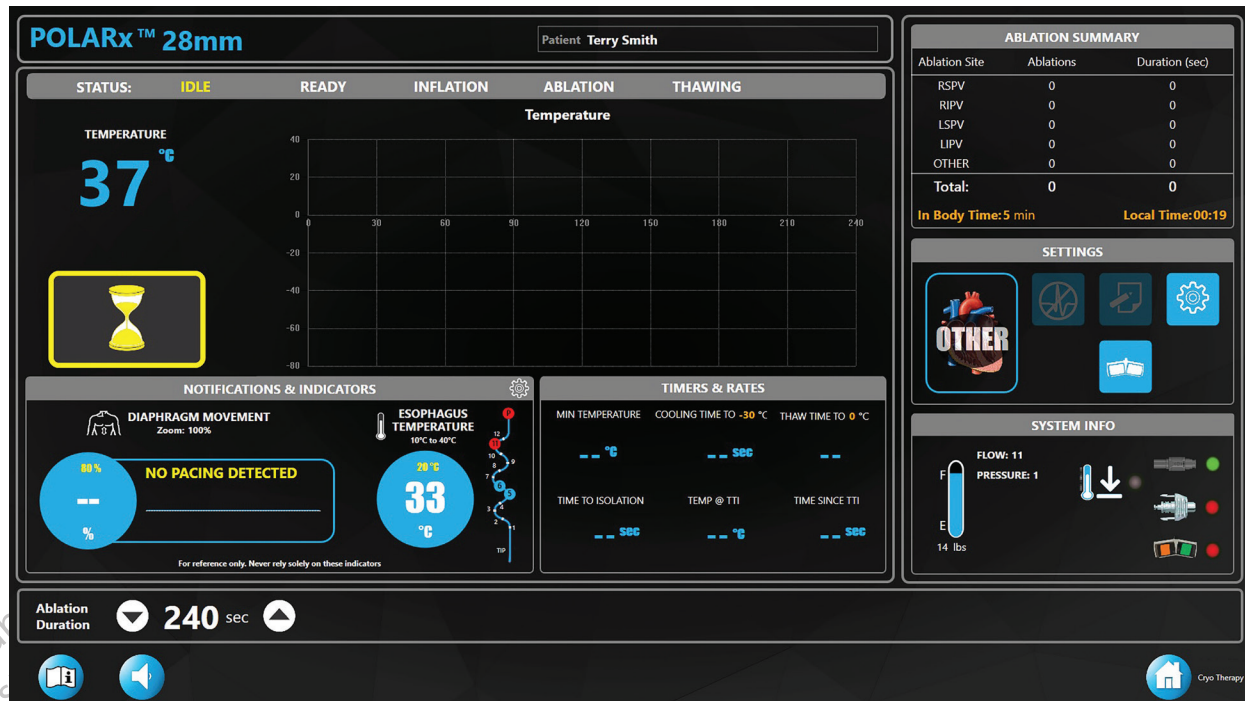 POLARx™ 28mm
Patient Terry Smith
STATUS: IDLE READY INFLATION ABLATION THAWING
TEMPERATURE
37 °C
Temperature
40
20
0
0 30 60 90 120 150 180 210 240
-20
-40
-60
-80
NOTIFICATIONS & INDICATORS
DIAPHRAGM MOVEMENT
Zoom: 100%
80%
--
%
NO PACING DETECTED
ESOPHAGUS
TEMPERATURE
10°C to 40°C
20 °C
33
°C
P
12
11
10
9
8
7
6
5
3 4
2
1
TIP
For reference only. Never rely solely on these indicators
TIMERS & RATES
MIN TEMPERATURE COOLING TIME TO -30 °C THAW TIME TO 0 °C
-- °C -- sec --
TIME TO ISOLATION TEMP @ TTI TIME SINCE TTI
-- sec -- °C -- sec
ABLATION SUMMARY
Ablation Site Ablations Duration (sec)
RSPV 0 0
RIPV 0 0
LSPV 0 0
LIPV 0 0
OTHER 0 0
Total: 0 0
In Body Time: 5 min Local Time: 00:19
SETTINGS
OTHER
SYSTEM INFO
FLOW: 11
PRESSURE: 1
F
E
14 lbs
Ablation
Duration
240 sec
i
Cryo Therapy